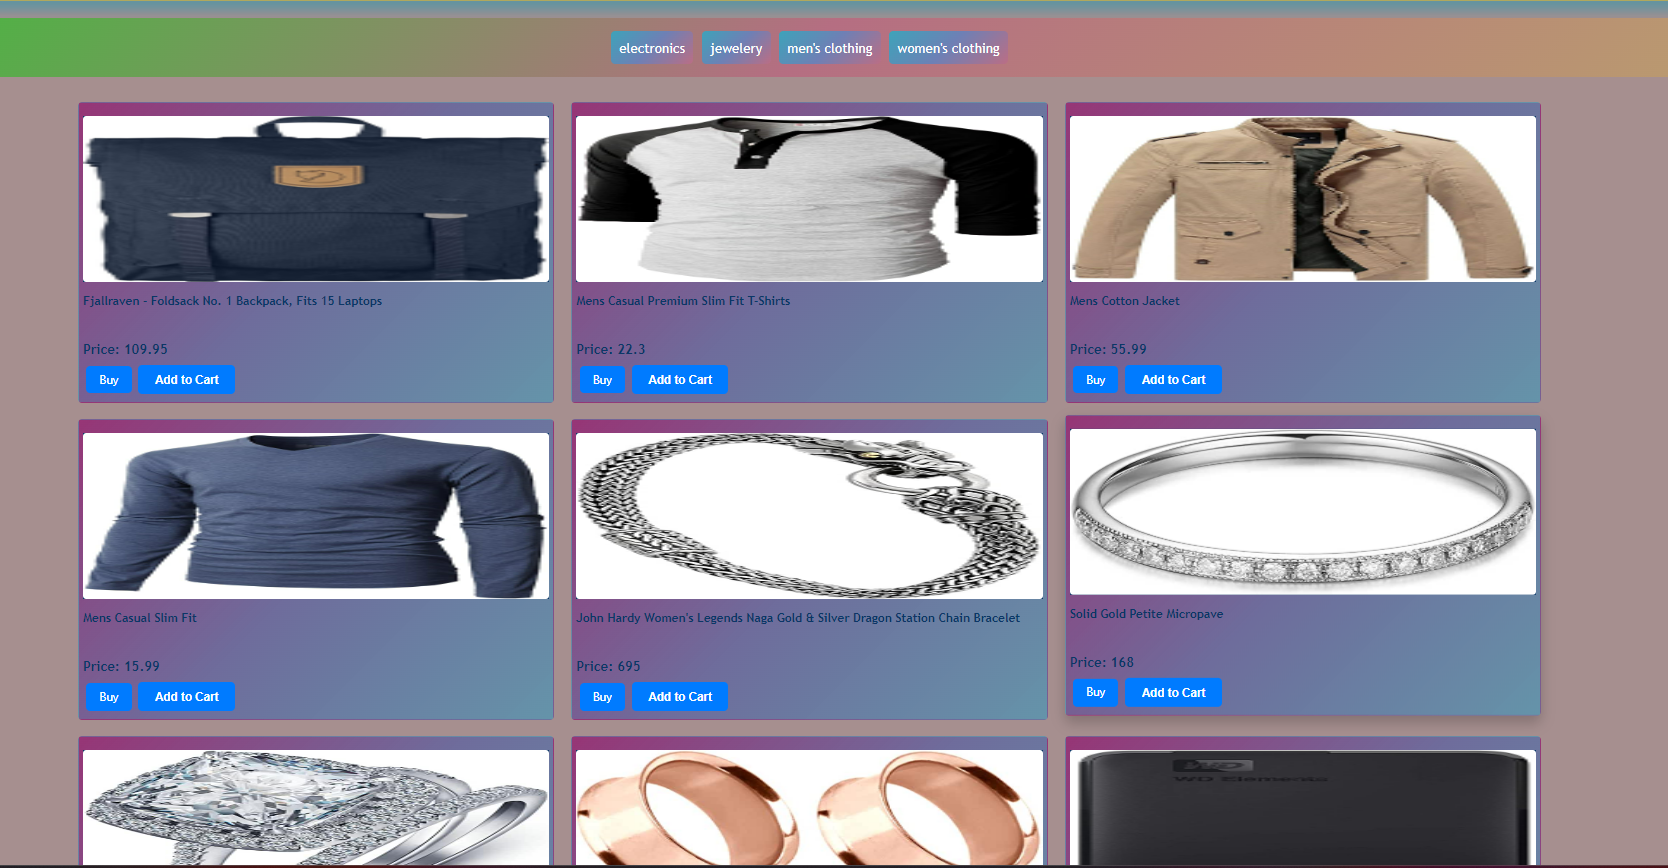 electronics
jewelery
men's clothing
women's clothing
Fjallraven - Foldsack No. 1 Backpack, Fits 15 Laptops
Price: 109.95
Buy
Add to Cart
Mens Casual Premium Slim Fit T-Shirts
Price: 22.3
Buy
Add to Cart
Mens Cotton Jacket
Price: 55.99
Buy
Add to Cart
Mens Casual Slim Fit
Price: 15.99
Buy
Add to Cart
John Hardy Women's Legends Naga Gold & Silver Dragon Station Chain Bracelet
Price: 695
Buy
Add to Cart
Solid Gold Petite Micropave
Price: 168
Buy
Add to Cart
WD
WD Elements